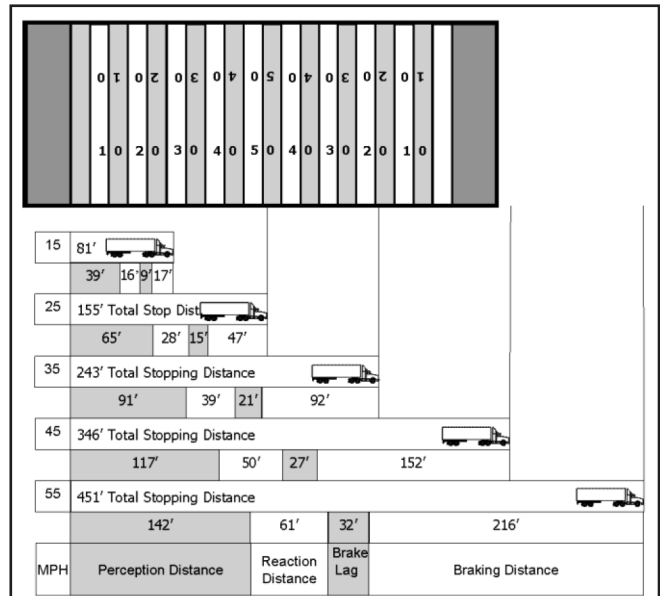 0 1 0 2 0 3 0 4 0 5 0 4 0 3 0 2 0 1
1 0 2 0 3 0 4 0 5 0 4 0 3 0 2 0 1 0
15 81′
39′ 16′ 9′ 17′
25 155′ Total Stop Dist
65′ 28′ 15′ 47′
35 243′ Total Stopping Distance
91′ 39′ 21′ 92′
45 346′ Total Stopping Distance
117′ 50′ 27′ 152′
55 451′ Total Stopping Distance
142′ 61′ 32′ 216′
MPH Perception Distance Reaction Distance Brake Lag Braking Distance